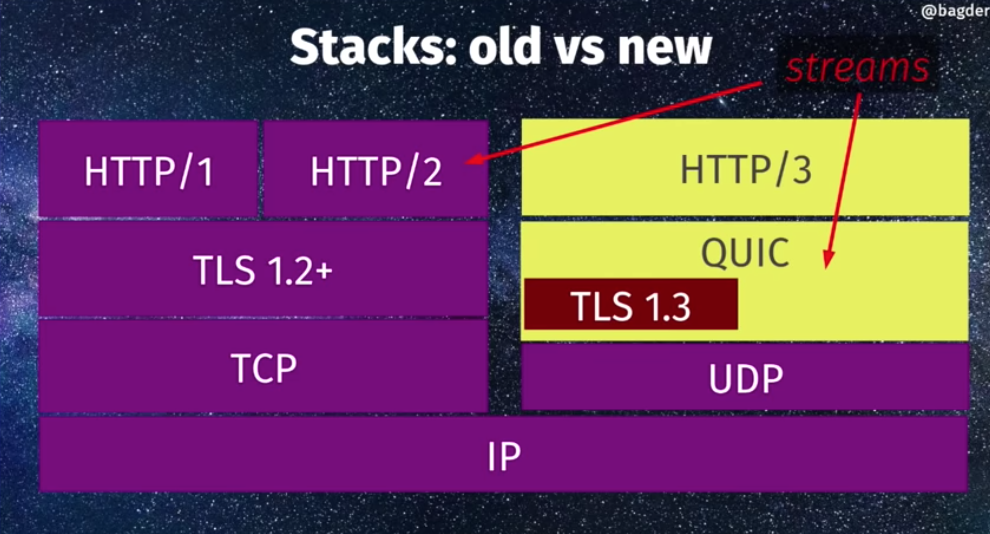 @bagder
Stacks: old vs new
streams
HTTP/1
HTTP/2
HTTP/3
TLS 1.2+
QUIC
TLS 1.3
TCP
UDP
IP